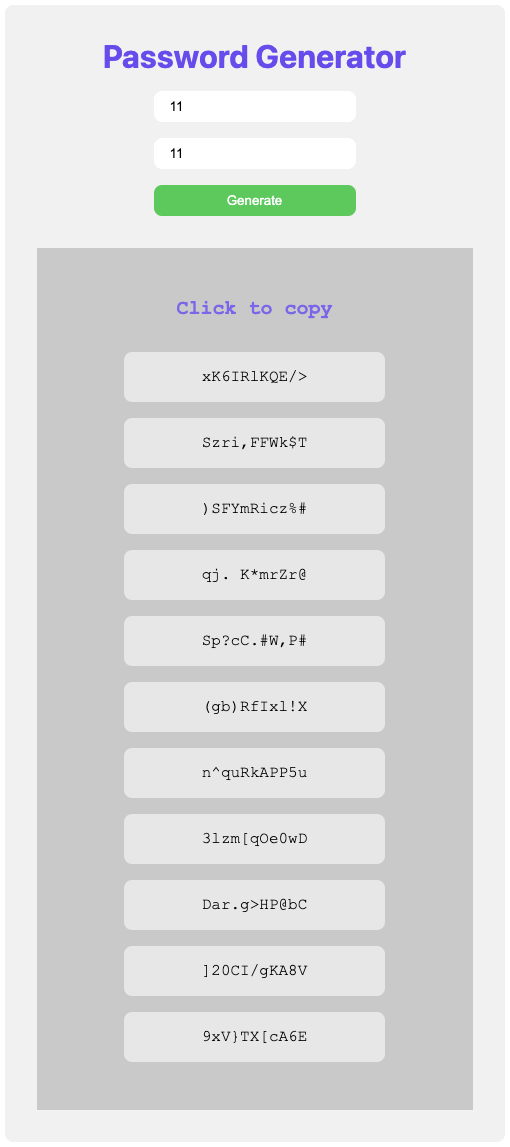 Password Generator
11
11
Generate
Click to copy
xK6IRlKQE/>
Szri,FFWk$T
)SFYmRicz%#
qj. K*mrZr@
Sp?cC.#W,P#
(gb)RfIxl!X
n^quRkAPP5u
3lzm[qOe0wD
Dar.g>HP@bC
]20CI/gKA8V
9xV}TX[cA6E